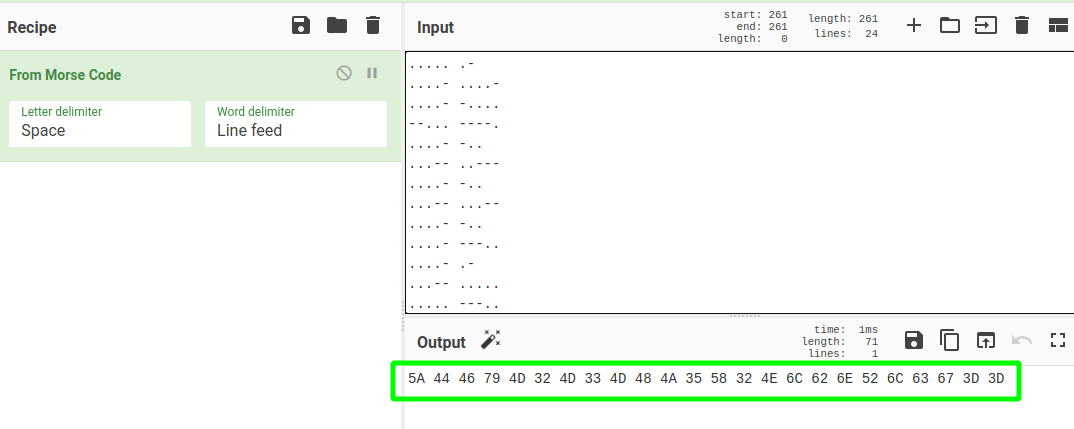 Recipe
From Morse Code
Letter delimiter
Space
Word delimiter
Line feed
Input
start: 261
end: 261
length: 0
length: 261
lines: 24
..... .-
....- ....-
....- -....
--... ----.
....- -..
...-- ..---
....- -..
...-- ...--
....- -..
....- ---..
....- .-
...-- .....
..... ---..
Output
time: 1ms
length: 71
lines: 1
5A 44 46 79 4D 32 4D 33 4D 48 4A 35 58 32 4E 6C 62 6E 52 6C 63 67 3D 3D